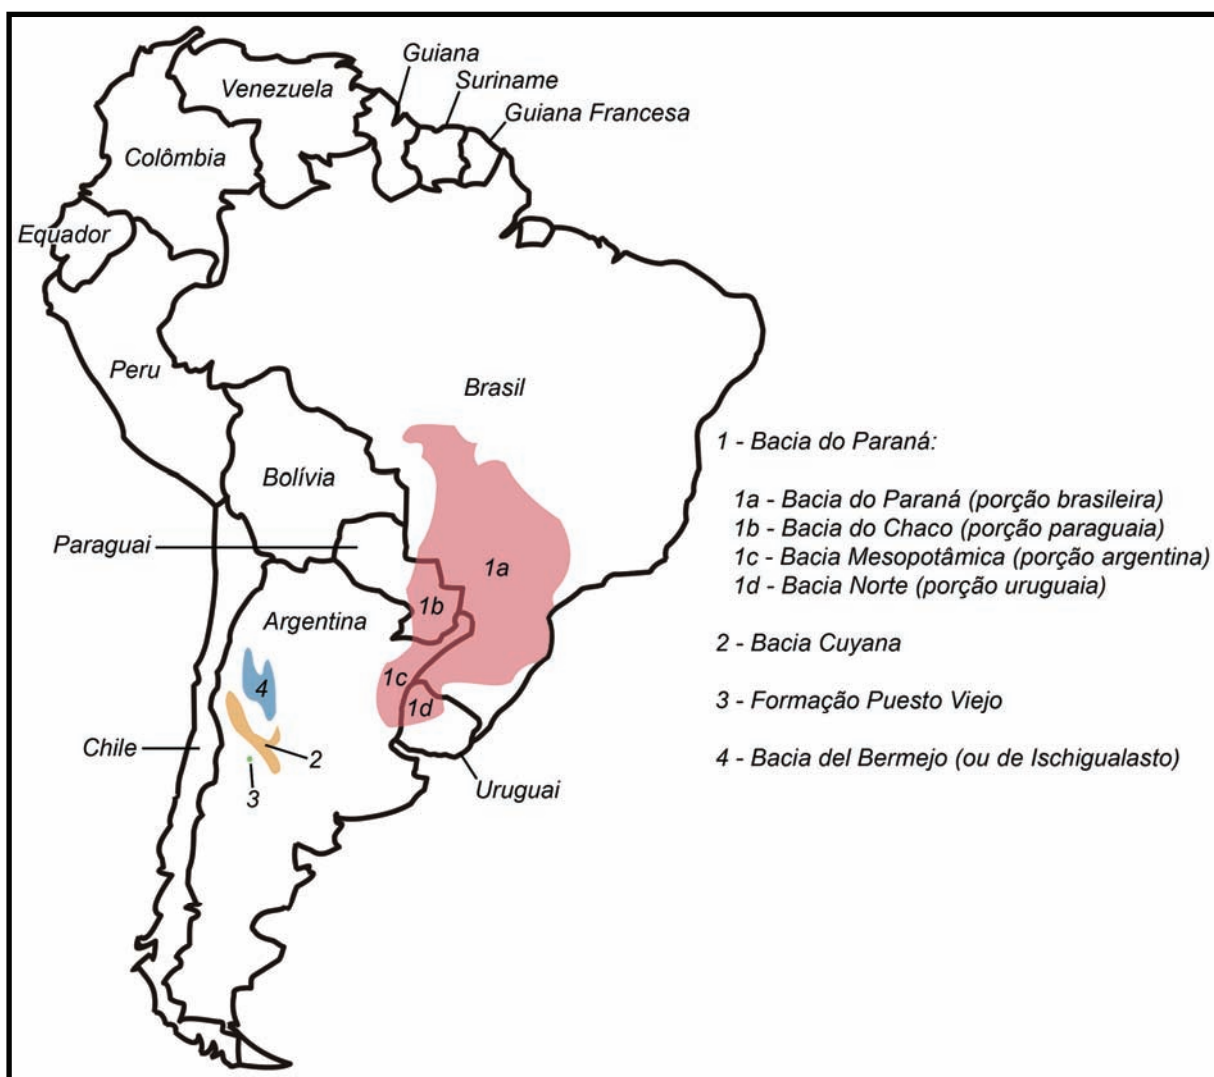 Guiana
Suriname
Venezuela
Guiana Francesa
Colômbia
Equador
Peru
Brasil
1 - Bacia do Paraná:
Bolívia
1a - Bacia do Paraná (porção brasileira)
1b - Bacia do Chaco (porção paraguaia)
Paraguai
1a
1c - Bacia Mesopotâmica (porção argentina)
1d - Bacia Norte (porção uruguaia)
1b
Argentina
2 - Bacia Cuyana
1c
4
1d
3 - Formação Puesto Viejo
Chile
2
4 - Bacia del Bermejo (ou de Ischigualasto)
Uruguai
3